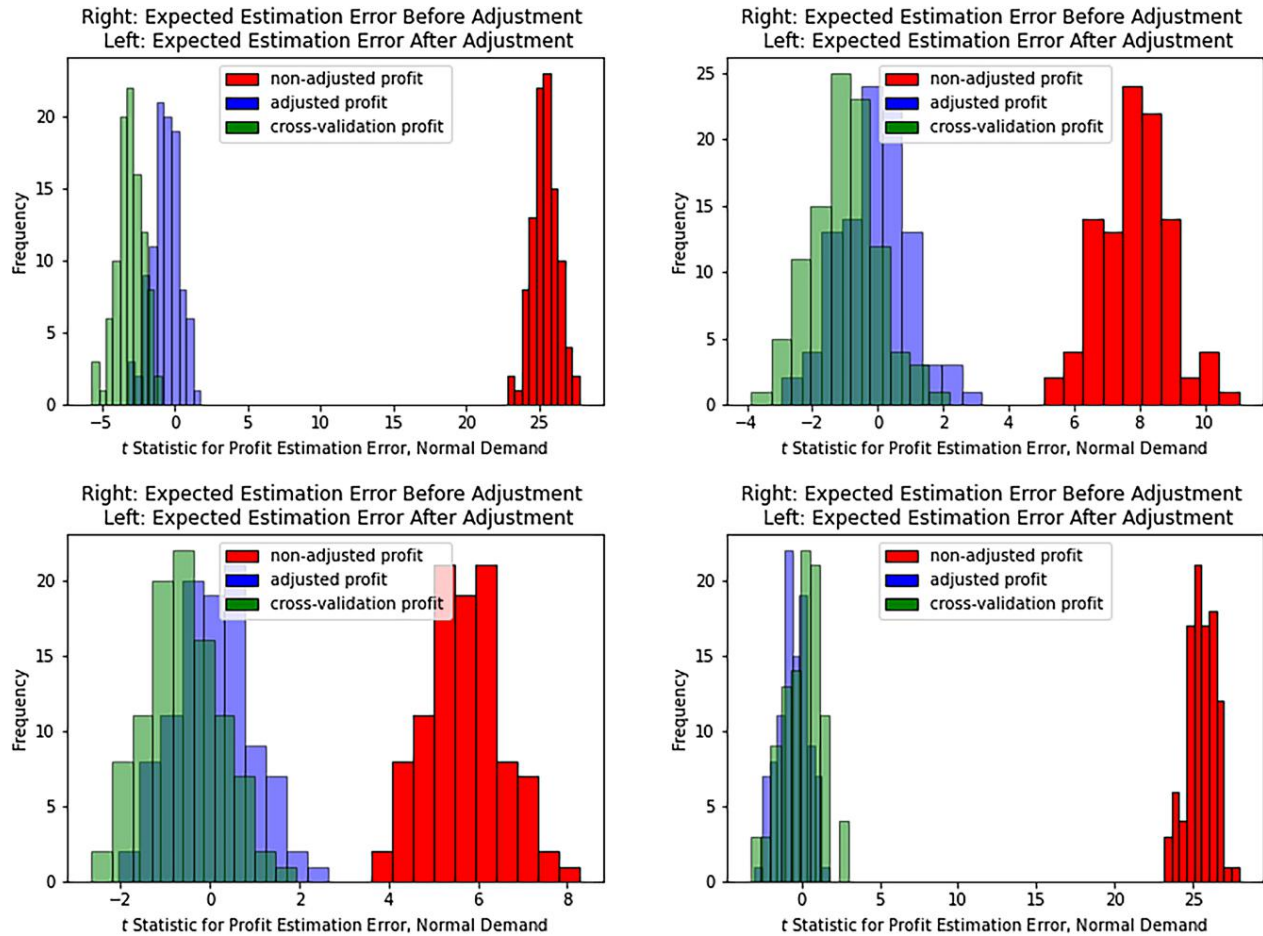 Right: Expected Estimation Error Before Adjustment
Left: Expected Estimation Error After Adjustment
non-adjusted profit
adjusted profit
cross-validation profit
Frequency
20
15
10
5
0
−5 0 5 10 15 20 25
t Statistic for Profit Estimation Error, Normal Demand
Right: Expected Estimation Error Before Adjustment
Left: Expected Estimation Error After Adjustment
non-adjusted profit
adjusted profit
cross-validation profit
Frequency
25
20
15
10
5
0
−4 −2 0 2 4 6 8 10
t Statistic for Profit Estimation Error, Normal Demand
Right: Expected Estimation Error Before Adjustment
Left: Expected Estimation Error After Adjustment
non-adjusted profit
adjusted profit
cross-validation profit
Frequency
20
15
10
5
0
−2 0 2 4 6 8
t Statistic for Profit Estimation Error, Normal Demand
Right: Expected Estimation Error Before Adjustment
Left: Expected Estimation Error After Adjustment
non-adjusted profit
adjusted profit
cross-validation profit
Frequency
20
15
10
5
0
0 5 10 15 20 25
t Statistic for Profit Estimation Error, Normal Demand